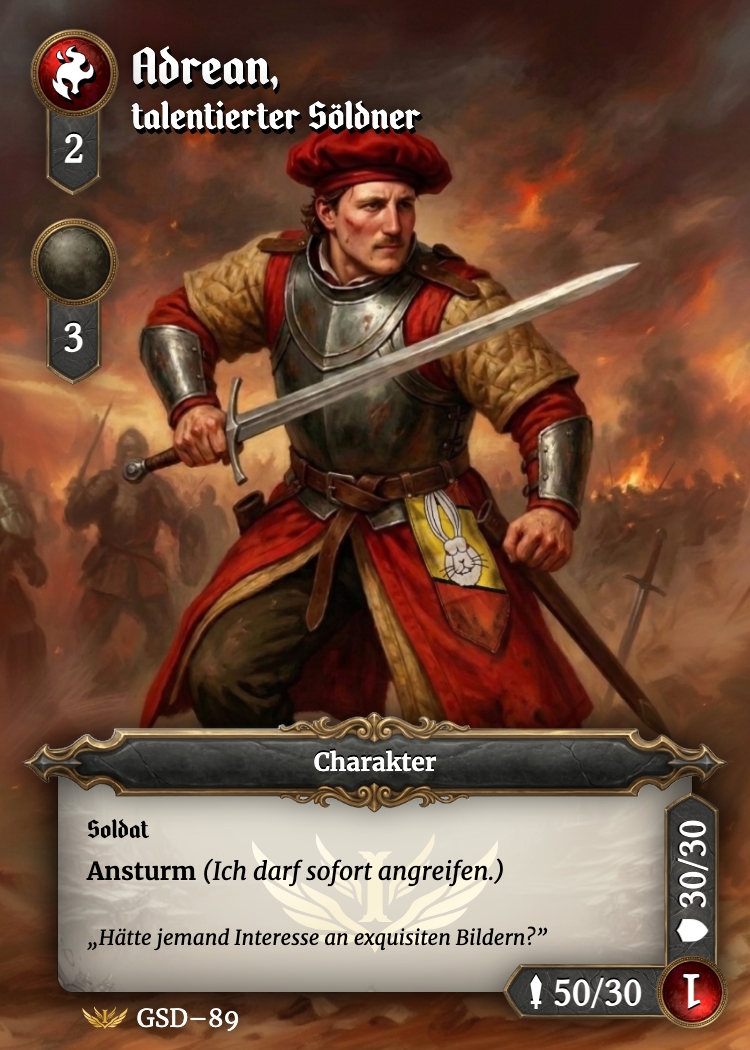 Adrean,
talentierter Söldner
2
3
Charakter
Soldat
Ansturm (Ich darf sofort angreifen.)
„Hätte jemand Interesse an exquisiten Bildern?”
30/30
50/30
1
I
GSD–89